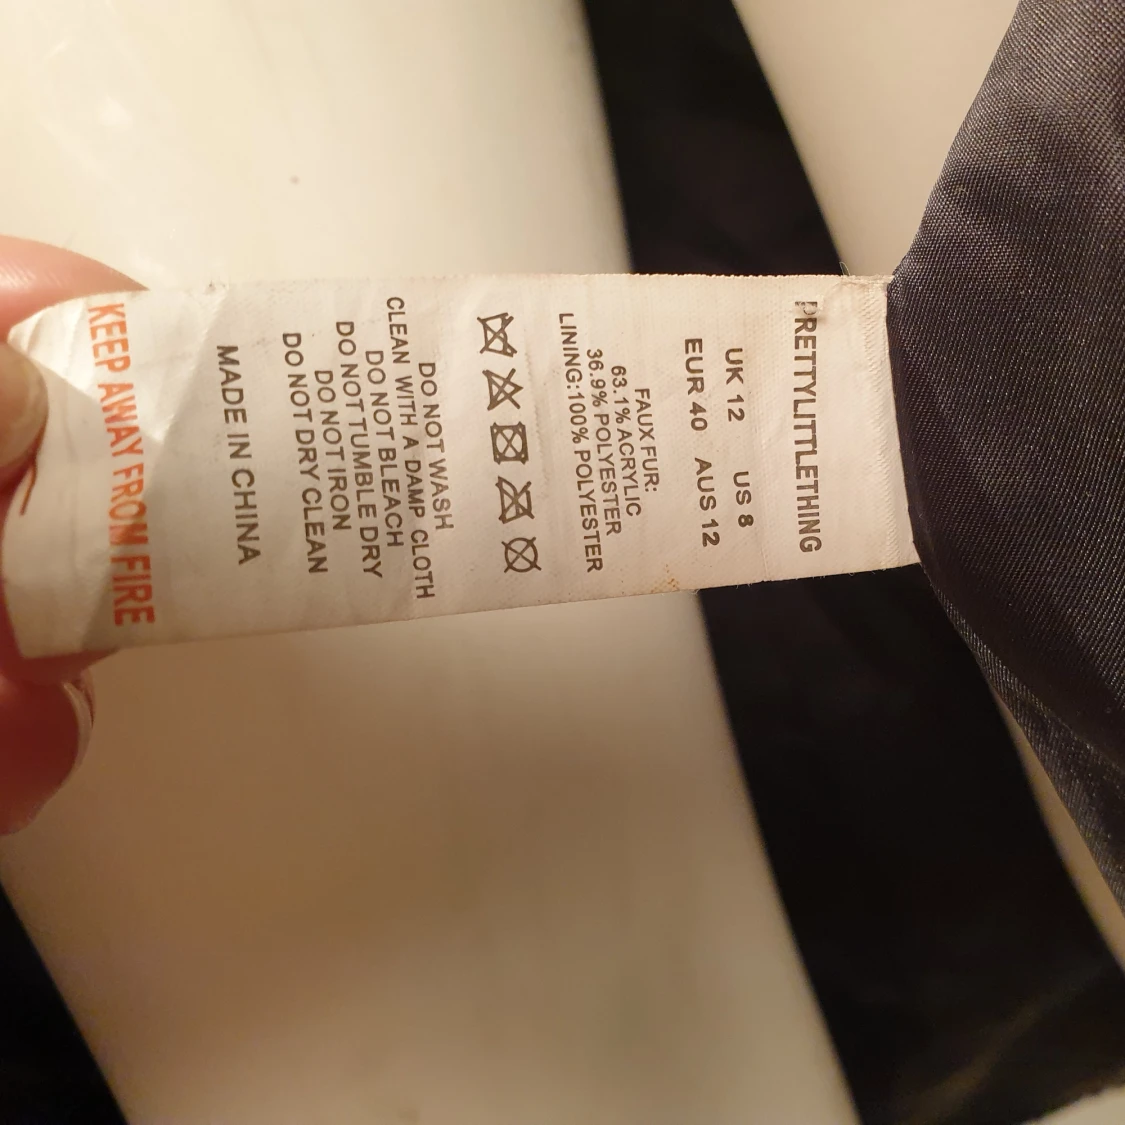 PRETTYLITTLETHING
UK 12 US 8
EUR 40 AUS 12
FAUX FUR:
63.1% ACRYLIC
36.9% POLYESTER
LINING:100% POLYESTER
DO NOT WASH
CLEAN WITH A DAMP CLOTH
DO NOT BLEACH
DO NOT TUMBLE DRY
DO NOT IRON
DO NOT DRY CLEAN
MADE IN CHINA
KEEP AWAY FROM FIRE